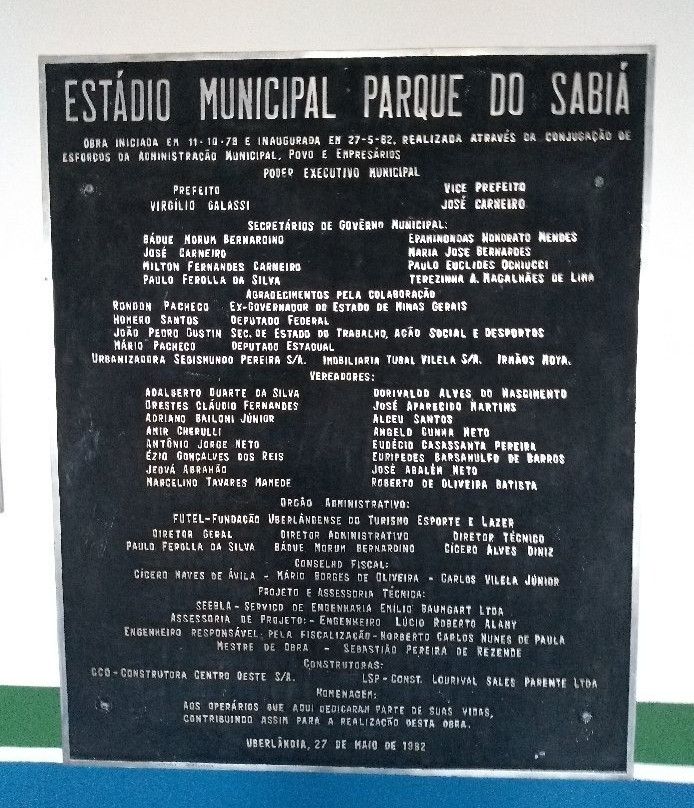 ESTÁDIO MUNICIPAL PARQUE DO SABIÁ
OBRA INICIADA EM 11-10-78 E INAUGURADA EM 27-5-82, REALIZADA ATRAVÉS DA CONJUGAÇÃO DE
ESFORÇOS DA ADMINISTRAÇÃO MUNICIPAL, POVO E EMPRESÁRIOS
PODER EXECUTIVO MUNICIPAL
PREFEITO VICE PREFEITO
VIRGÍLIO GALASSI JOSÉ CARNEIRO
SECRETÁRIOS DE GOVÊRNO MUNICIPAL:
BÁDUE MORUM BERNARDINO EPAMINONDAS HONORATO MENDES
JOSÉ CARNEIRO MARIA JOSE BERNARDES
MILTON FERNANDES CARNEIRO PAULO EUCLIDES OCHIUCCI
PAULO FEROLLA DA SILVA TEREZINHA A. MAGALHÃES DE LIMA
AGRADECIMENTOS PELA COLABORAÇÃO
RONDON PACHECO EX-GOVERNADOR DO ESTADO DE MINAS GERAIS
HOMERO SANTOS DEPUTADO FEDERAL
JOÃO PEDRO GUSTIN SEC. DE ESTADO DO TRABALHO, AÇÃO SOCIAL E DESPORTOS
MÁRIO PACHECO DEPUTADO ESTADUAL
URBANIZADORA SEGISMUNDO PEREIRA S/A. IMOBILIARIA TUBAL VILELA S/A. IRMÃOS ROYA.
VEREADORES:
ADALBERTO DUARTE DA SILVA DORIVALDO ALVES DO NASCIMENTO
ORESTES CLÁUDIO FERNANDES JOSÉ APARECIDO MARTINS
ADRIANO BAILONI JÚNIOR ALCEU SANTOS
AMIR CHERULLI ANGELO CUNHA NETO
ANTÔNIO JORGE NETO EUDÉCIO CASASSANTA PEREIRA
ÉZIO GONÇALVES DOS REIS EURIPEDES BARSANULFO DE BARROS
JEOVÁ ABRAHÃO JOSÉ ABALÉM NETO
MARCELINO TAVARES MAMEDE ROBERTO DE OLIVEIRA BATISTA
ORGÃO ADMINISTRATIVO:
FUTEL-FUNDAÇÃO UBERLÂNDENSE DO TURISMO ESPORTE E LAZER
DIRETOR GERAL DIRETOR ADMINISTRATIVO DIRETOR TÉCNICO
PAULO FEROLLA DA SILVA BÁDUE MORUM BERNARDINO CÍCERO ALVES DINIZ
CONSELHO FISCAL:
CÍCERO NAVES DE ÁVILA - MÁRIO BORGES DE OLIVEIRA - CARLOS VILELA JÚNIOR
PROJETO E ASSESSORIA TÉCNICA:
SEEBLA - SERVIÇO DE ENGENHARIA EMÍLIO BAUMGART LTDA
ASSESSORIA DE PROJETO:- ENGENHEIRO LÚCIO ROBERTO ALANY
ENGENHEIRO RESPONSÁVEL PELA FISCALIZAÇÃO-NORBERTO CARLOS NUNES DE PAULA
MESTRE DE OBRA - SEBASTIÃO PEREIRA DE REZENDE
CONSTRUTORAS:
CCO-CONSTRUTORA CENTRO OESTE S/A. LSP-CONST. LOURIVAL SALES PARENTE LTDA
HOMENAGEM:
AOS OPERÁRIOS QUE AQUI DEDICARAM PARTE DE SUAS VIDAS,
CONTRIBUINDO ASSIM PARA A REALIZAÇÃO DESTA OBRA.
UBERLÂNDIA, 27 DE MAIO DE 1982